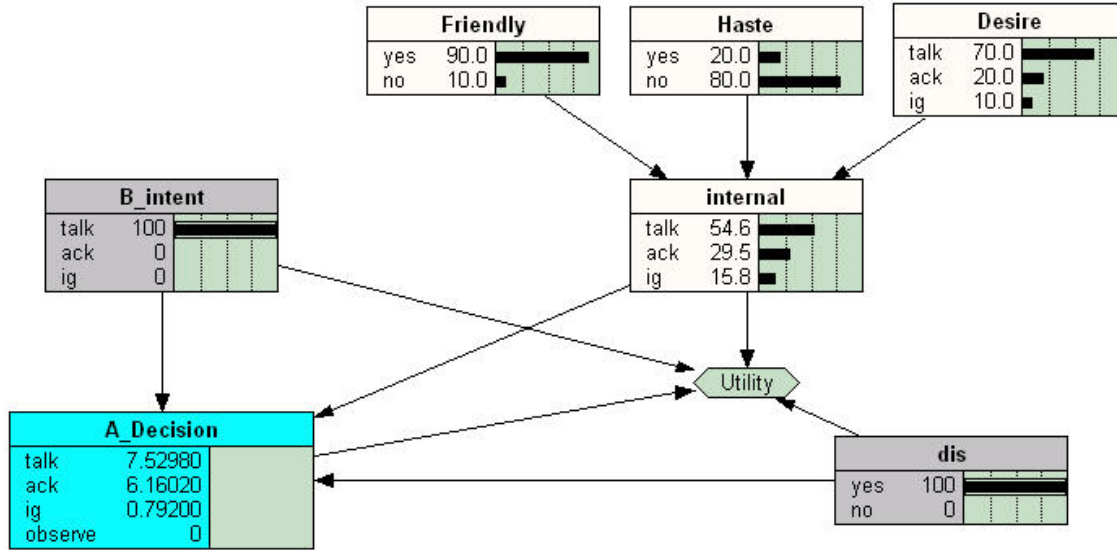 Friendly
yes 90.0
no 10.0
Haste
yes 20.0
no 80.0
Desire
talk 70.0
ack 20.0
ig 10.0
B_intent
talk 100
ack 0
ig 0
internal
talk 54.6
ack 29.5
ig 15.8
Utility
A_Decision
talk 7.52980
ack 6.16020
ig 0.79200
observe 0
dis
yes 100
no 0